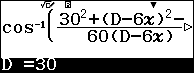 √⊡/ R ▼
cos⁻¹(30²+(D−6𝒙)²−/60(D−6𝒙) ▷
D =30